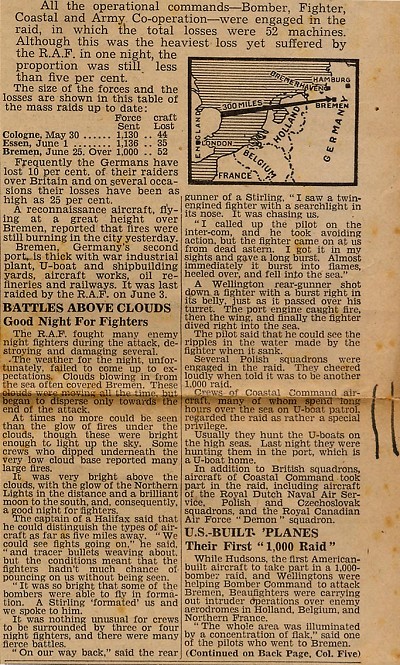 All the operational commands—Bomber, Fighter,
Coastal and Army Co-operation—were engaged in the
raid, in which the total losses were 52 machines.
Although this was the heaviest loss yet suffered by
the R.A.F. in one night, the
proportion was still less
than five per cent.
The size of the forces and the
losses are shown in this table of
the mass raids up to date:
Force craft
Sent Lost
Cologne, May 30 ...... 1,130 .. 44
Essen, June 1 ........ 1,136 .. 35
Bremen, June 25. Over 1,000 .. 52
Frequently the Germans have
lost 10 per cent. of their raiders
over Britain and on several occa-
sions their losses have been as
high as 25 per cent.
A reconnaissance aircraft, fly-
ing at a great height over
Bremen, reported that fires were
still burning in the city yesterday.
Bremen, Germany's second
port, is thick with war industrial
plant, U-boat and shipbuilding
yards, aircraft works, oil re-
fineries and railways. It was last
raided by the R.A.F. on June 3.
BATTLES ABOVE CLOUDS
Good Night For Fighters
The R.A.F. fought many enemy
night fighters during the attack, de-
stroying and damaging several.
The weather for the night, unfor-
tunately, failed to come up to ex-
pectations. Clouds blowing in from
the sea often covered Bremen. These
clouds were moving all the time, but
began to disperse only towards the
end of the attack.
At times no more could be seen
than the glow of fires under the
clouds, though these were bright
enough to light up the sky. Some
crews who dipped underneath the
very low cloud base reported many
large fires.
It was very bright above the
clouds, with the glow of the Northern
Lights in the distance and a brilliant
moon to the south, and, consequently,
a good night for fighters.
The captain of a Halifax said that
he could distinguish the types of air-
craft as far as five miles away. "We
could see fights going on," he said,
"and tracer bullets weaving about,
but the conditions meant that the
fighters hadn't much chance of
pouncing on us without being seen.
"It was so bright that some of the
bombers were able to fly in forma-
tion. A Stirling 'formated' us and
we spoke to him.
It was nothing unusual for crews
to be surrounded by three or four
night fighters, and there were many
fierce battles.
"On our way back," said the rear
HAMBURG
BREMERHAVEN
BREMEN
300 MILES
ENGLAND
LONDON
HOLLAND
GERMANY
BELGIUM
FRANCE
gunner of a Stirling, "I saw a twin-
engined fighter with a searchlight in
its nose. It was chasing us.
"I called up the pilot on the
inter-com, and he took avoiding
action, but the fighter came on at us
from dead astern. I got it in my
sights and gave a long burst. Almost
immediately it burst into flames,
heeled over, and fell into the sea."
A Wellington rear-gunner shot
down a fighter with a burst right in
its belly, just as it passed over his
turret. The port engine caught fire,
then the wing, and finally the fighter
dived right into the sea.
The pilot said that he could see the
ripples in the water made by the
fighter when it sank.
Several Polish squadrons were
engaged in the raid. They cheered
loudly when told it was to be another
1,000 raid.
Crews of Coastal Command air-
craft, many of whom spend long
hours over the sea on U-boat patrol,
regarded the raid as rather a special
privilege.
Usually they hunt the U-boats on
the high seas. Last night they were
hunting them in the port, which is
a U-boat home.
In addition to British squadrons,
aircraft of Coastal Command took
part in the raid, including aircraft
of the Royal Dutch Naval Air Ser-
vice, Polish and Czechoslovak
squadrons, and the Royal Canadian
Air Force "Demon" squadron.
U.S.-BUILT 'PLANES
Their First "1,000 Raid"
While Hudsons, the first American-
built aircraft to take part in a 1,000-
bomber raid, and Wellingtons were
helping Bomber Command to attack
Bremen, Beaufighters were carrying
out intruder operations over enemy
aerodromes in Holland, Belgium, and
Northern France.
"The whole area was illuminated
by a concentration of flak," said one
of the pilots who went to Bremen.
(Continued on Back Page, Col. Five)